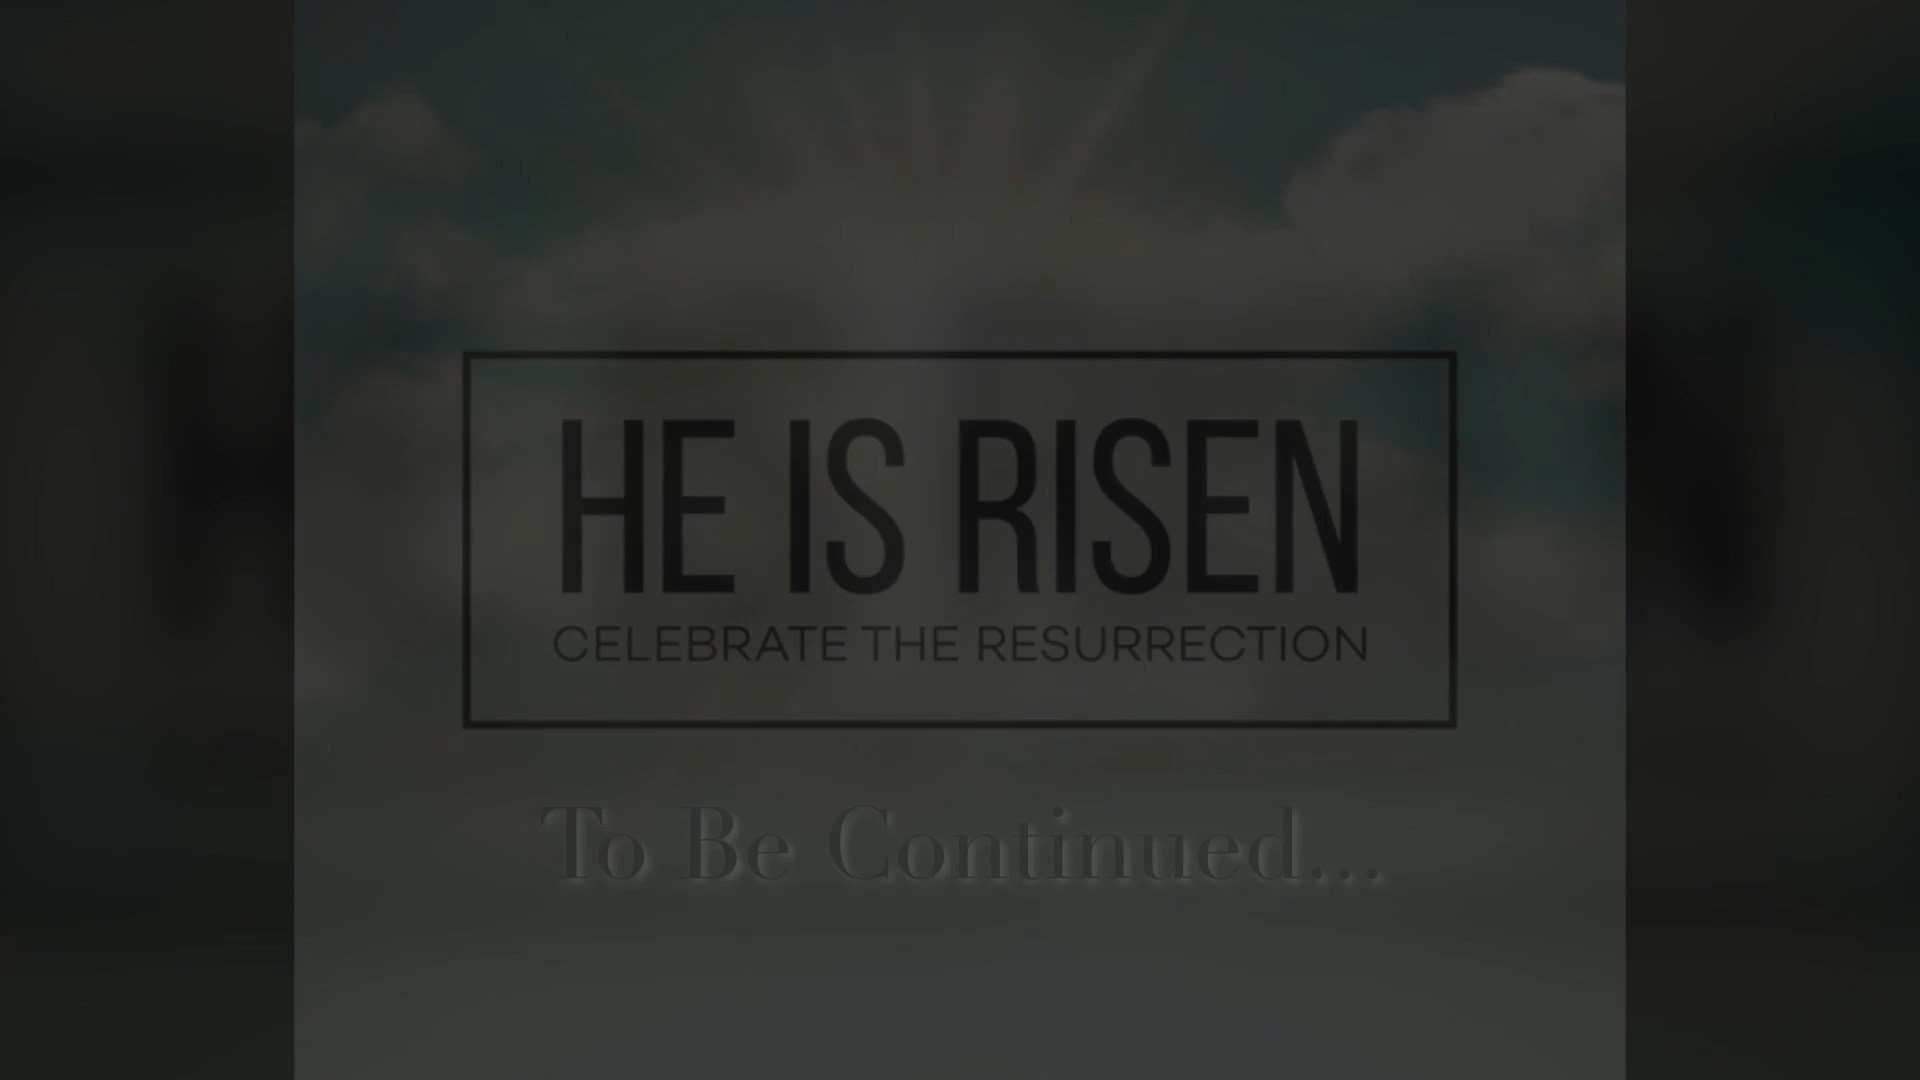 HE IS RISEN
CELEBRATE THE RESURRECTION
To Be Continued...